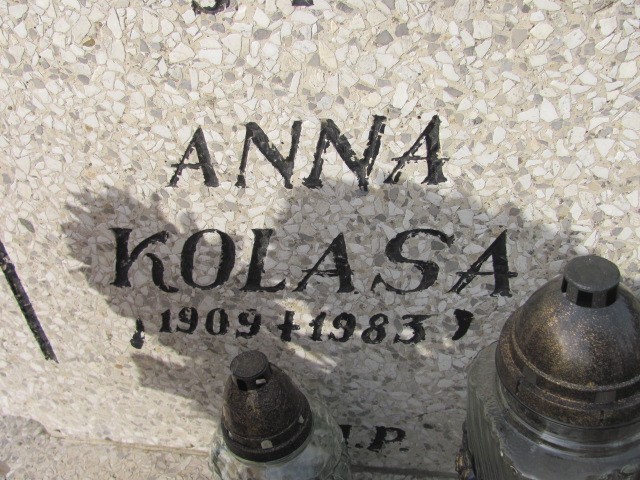 ANNA
KOLASA
1909 + 1983
I.P.